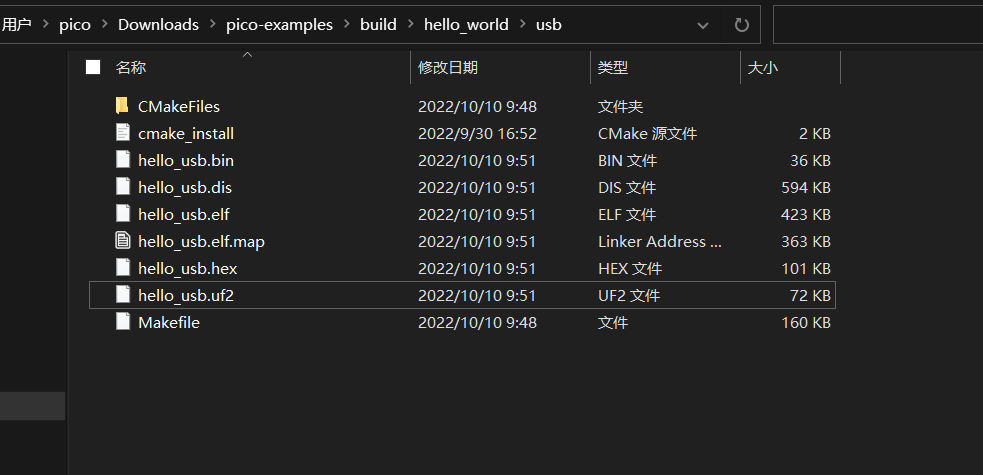 用户 > pico > Downloads > pico-examples > build > hello_world > usb
名称 修改日期 类型 大小
CMakeFiles 2022/10/10 9:48 文件夹
cmake_install 2022/9/30 16:52 CMake 源文件 2 KB
hello_usb.bin 2022/10/10 9:51 BIN 文件 36 KB
hello_usb.dis 2022/10/10 9:51 DIS 文件 594 KB
hello_usb.elf 2022/10/10 9:51 ELF 文件 423 KB
hello_usb.elf.map 2022/10/10 9:51 Linker Address ... 363 KB
hello_usb.hex 2022/10/10 9:51 HEX 文件 101 KB
hello_usb.uf2 2022/10/10 9:51 UF2 文件 72 KB
Makefile 2022/10/10 9:48 文件 160 KB